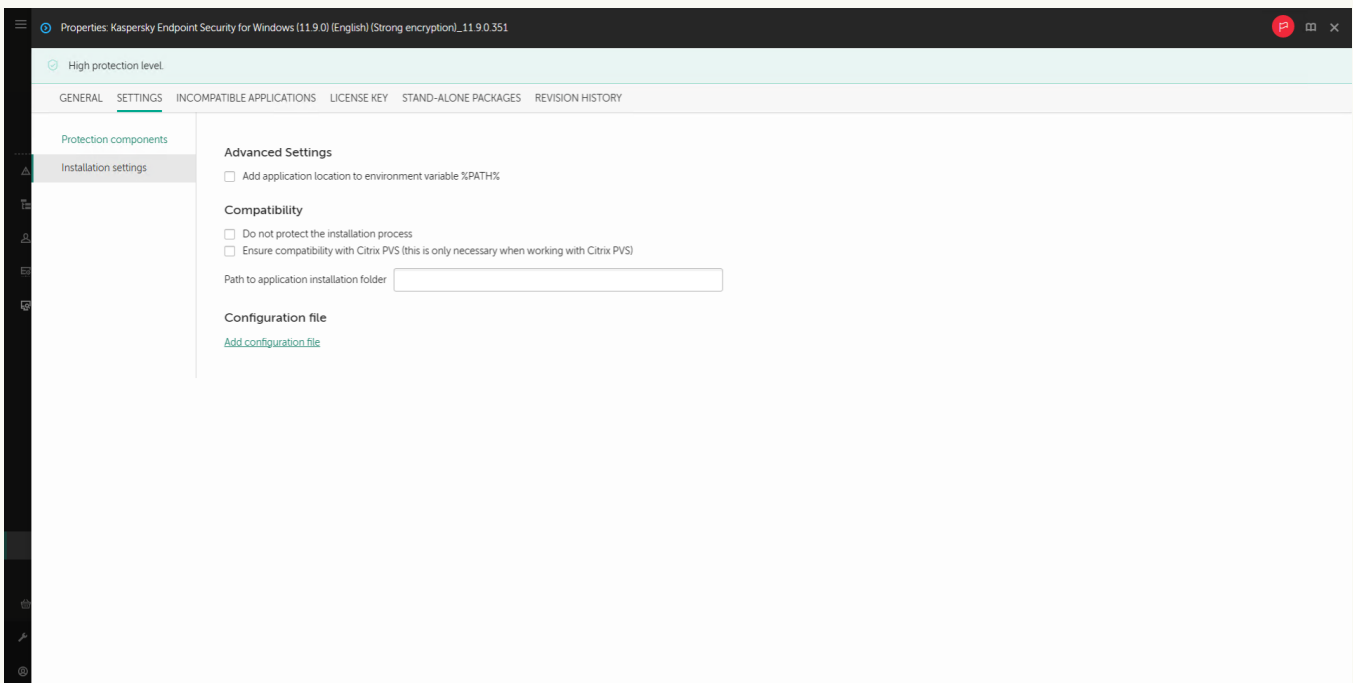 Properties: Kaspersky Endpoint Security for Windows (11.9.0) (English) (Strong encryption)_11.9.0.351
High protection level.
GENERAL SETTINGS INCOMPATIBLE APPLICATIONS LICENSE KEY STAND-ALONE PACKAGES REVISION HISTORY
Protection components
Installation settings
Advanced Settings
Add application location to environment variable %PATH%
Compatibility
Do not protect the installation process
Ensure compatibility with Citrix PVS (this is only necessary when working with Citrix PVS)
Path to application installation folder
Configuration file
Add configuration file